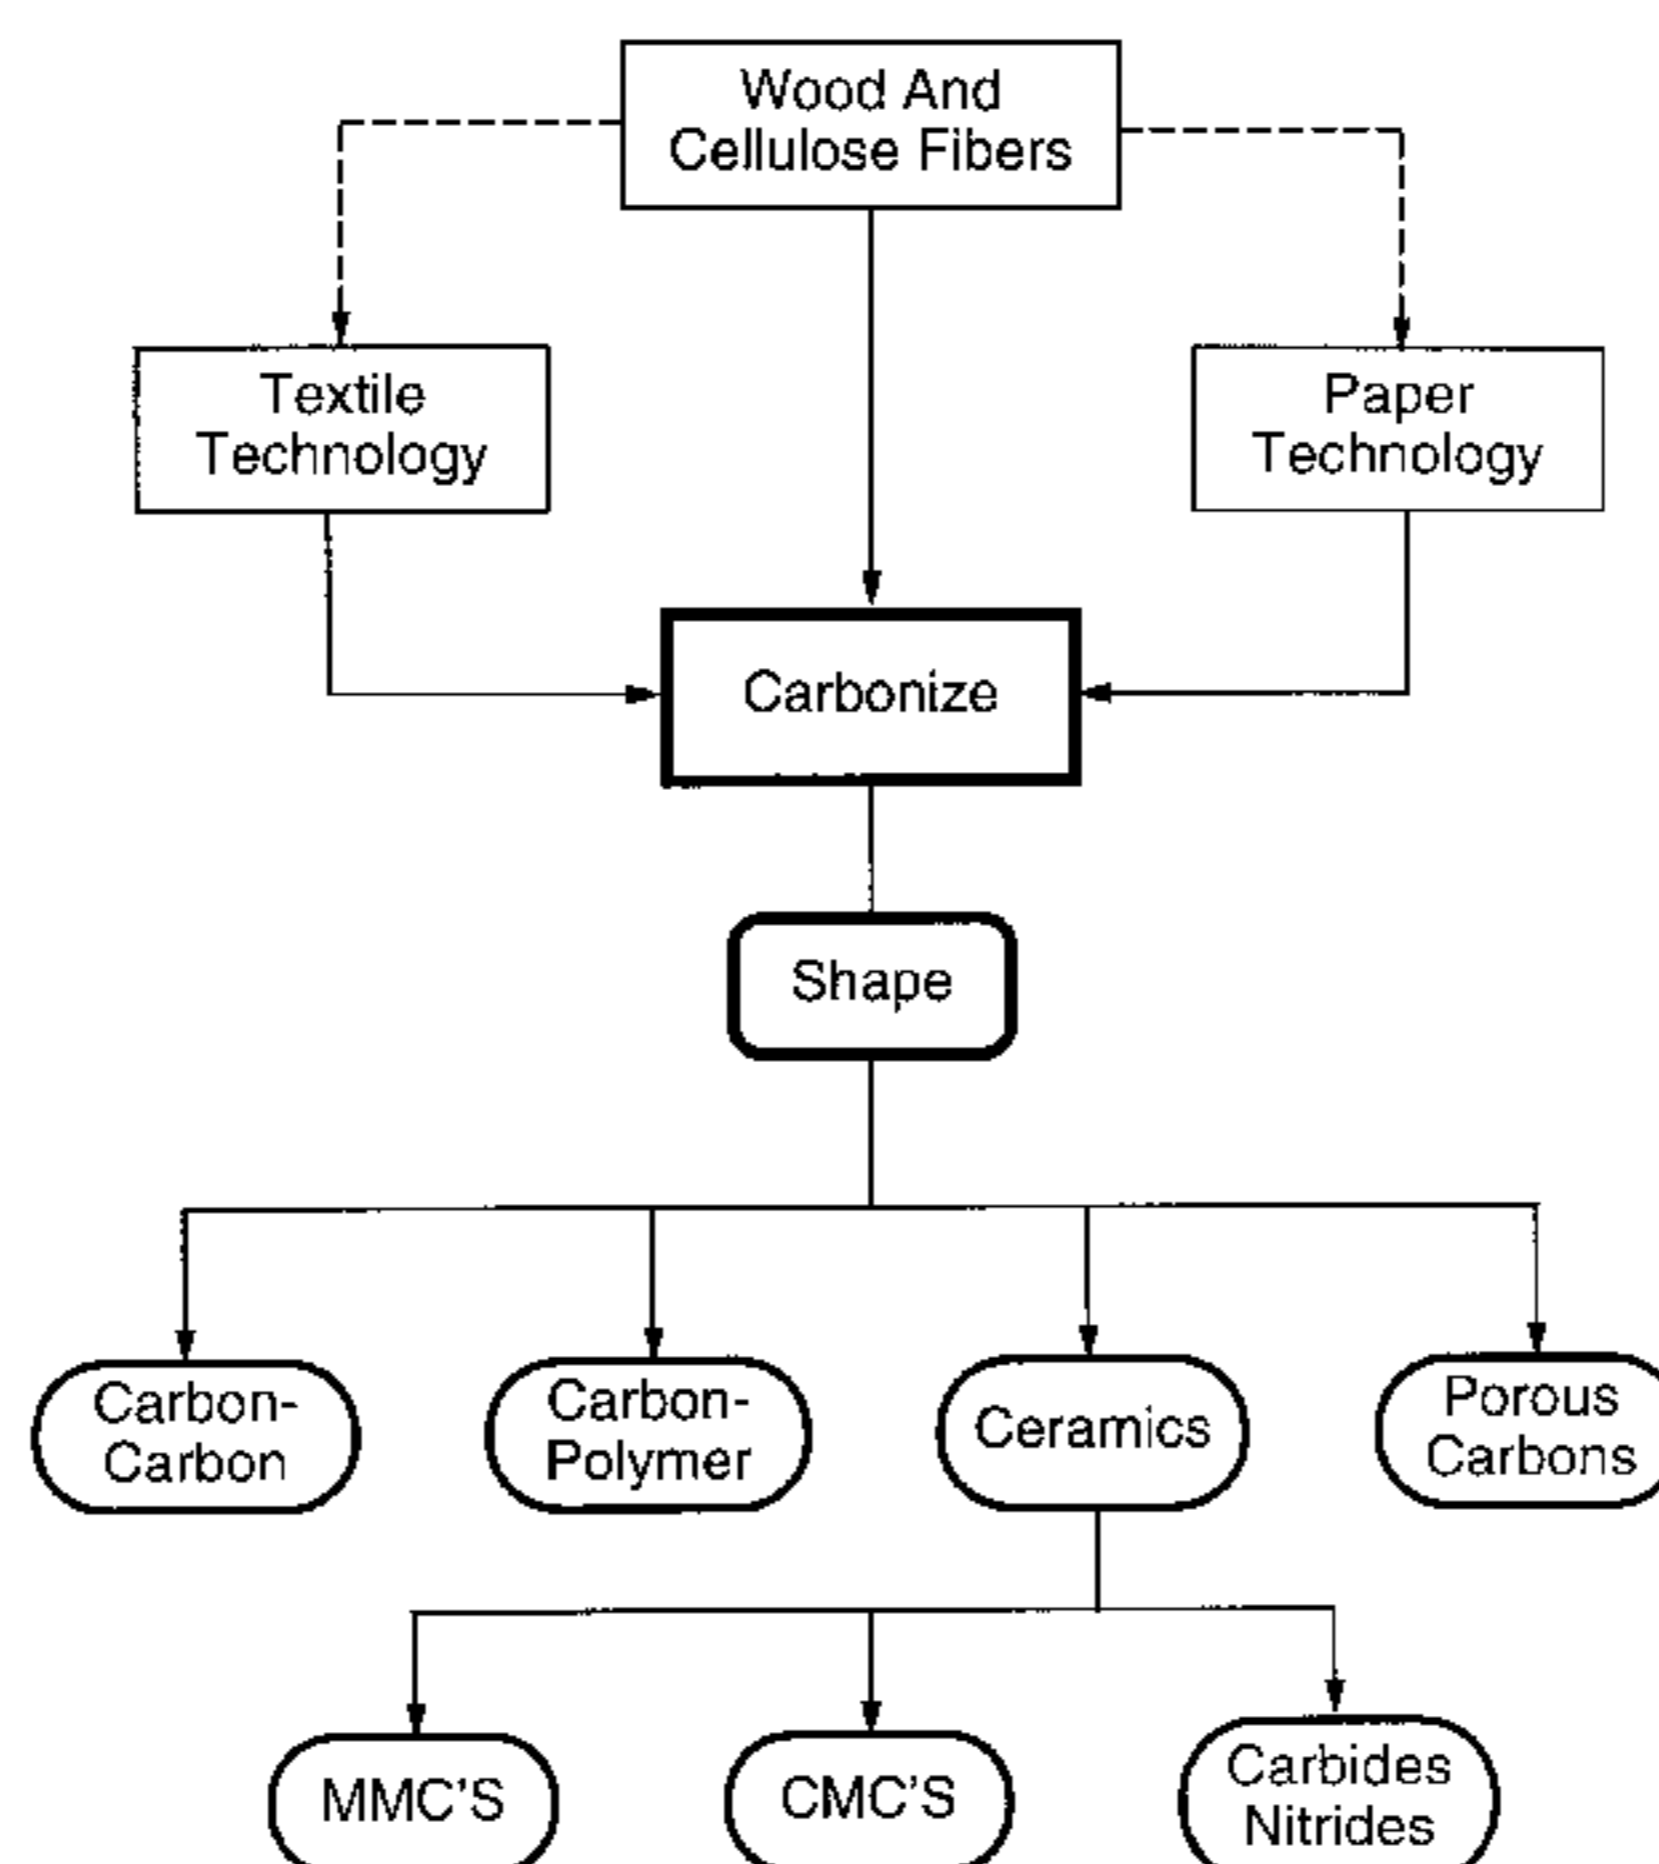 Wood And
Cellulose Fibers
Textile
Technology
Paper
Technology
Carbonize
Shape
Carbon-
Carbon
Carbon-
Polymer
Ceramics
Porous
Carbons
MMC'S
CMC'S
Carbides
Nitrides